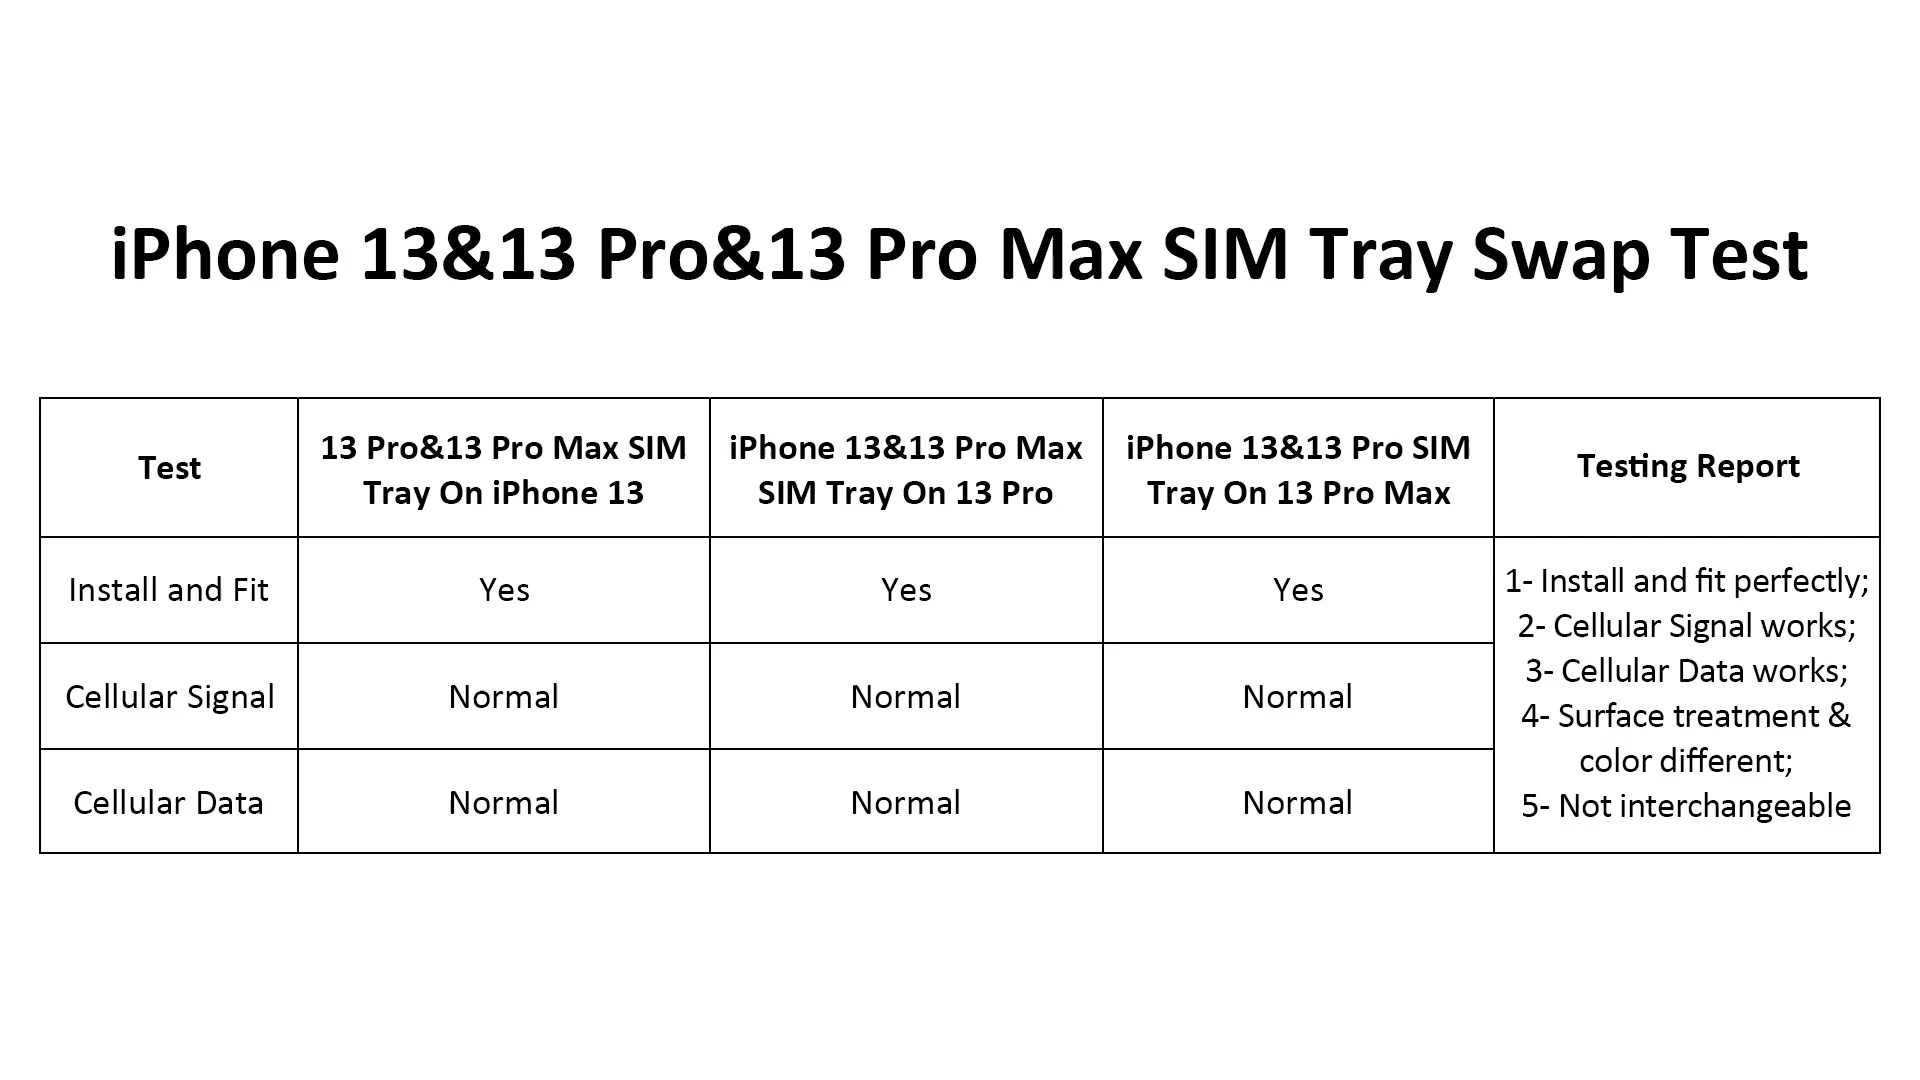 iPhone 13&13 Pro&13 Pro Max SIM Tray Swap Test
Test
13 Pro&13 Pro Max SIM
Tray On iPhone 13
iPhone 13&13 Pro Max
SIM Tray On 13 Pro
iPhone 13&13 Pro SIM
Tray On 13 Pro Max
Testing Report
Install and Fit
Yes
Yes
Yes
Cellular Signal
Normal
Normal
Normal
Cellular Data
Normal
Normal
Normal
1- Install and fit perfectly;
2- Cellular Signal works;
3- Cellular Data works;
4- Surface treatment &
color different;
5- Not interchangeable